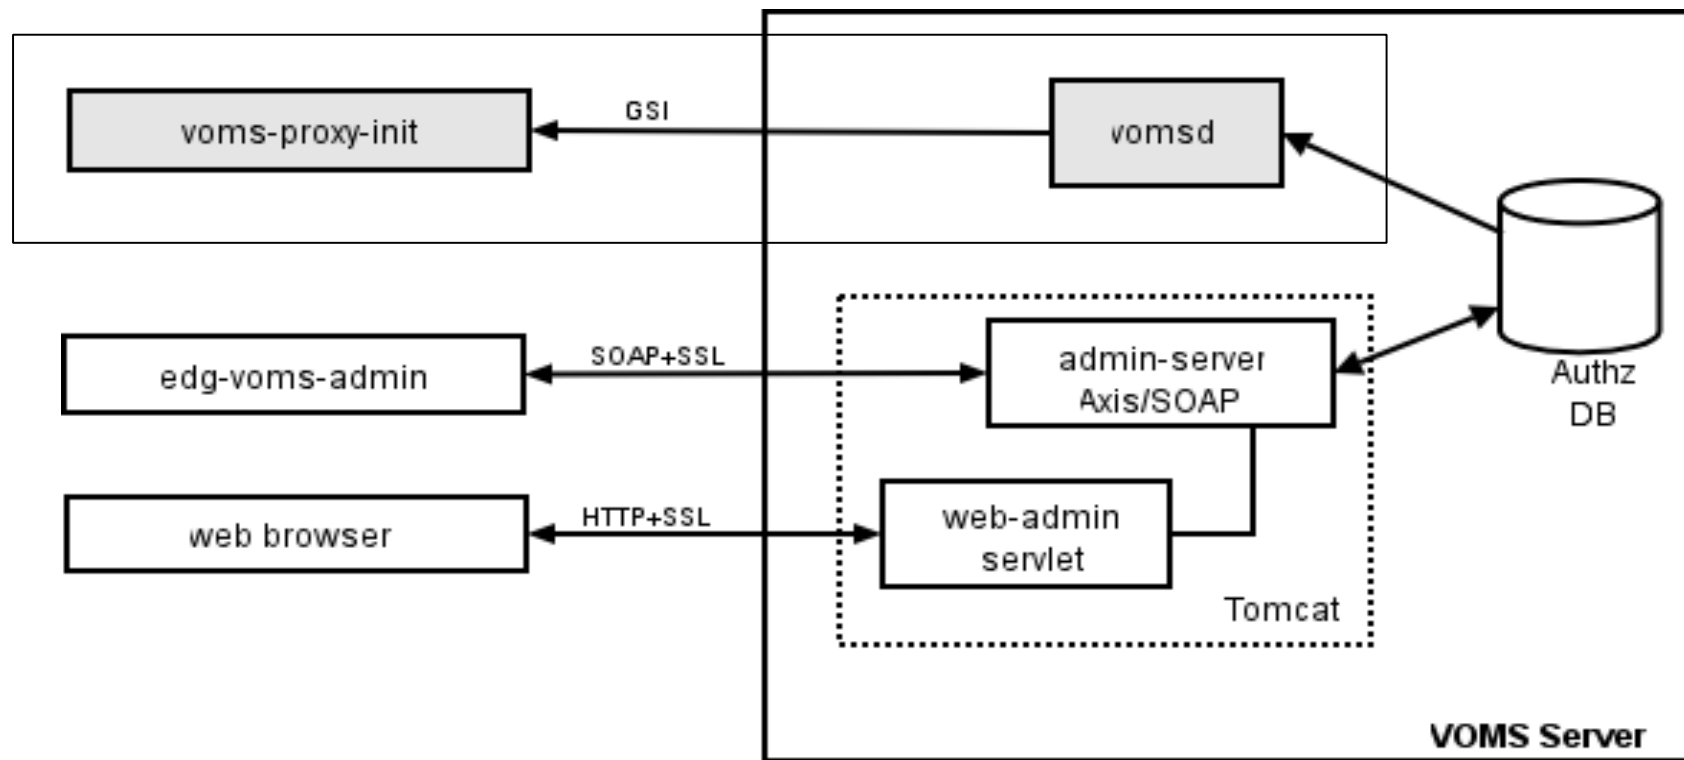 GSI
voms-proxy-init
vomsd
SOAP+SSL
edg-voms-admin
admin-server
Axis/SOAP
Authz
DB
HTTP+SSL
web browser
web-admin
servlet
Tomcat
VOMS Server